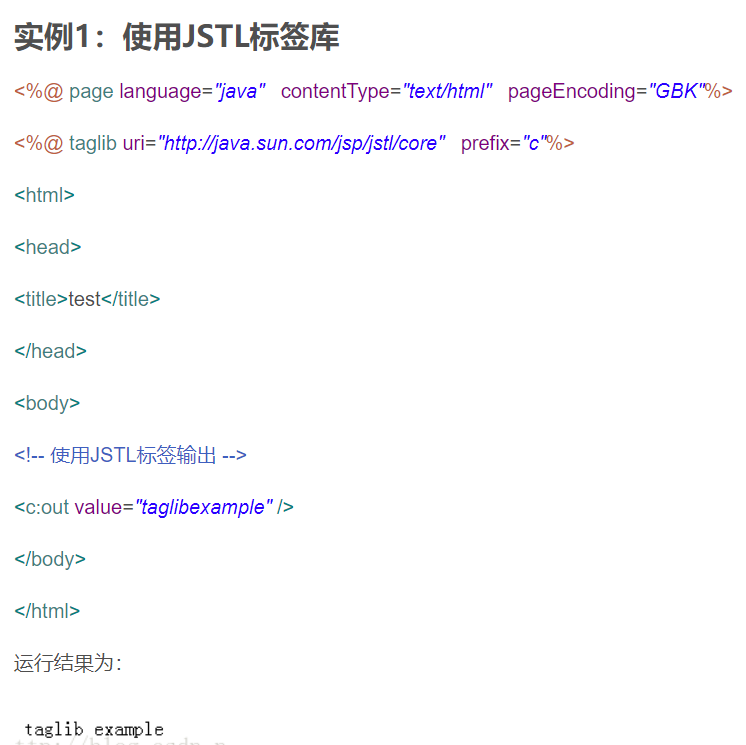 实例1：使用JSTL标签库
<%@ page language="java" contentType="text/html" pageEncoding="GBK"%>
<%@ taglib uri="http://java.sun.com/jsp/jstl/core" prefix="c"%>
<html>
<head>
<title>test</title>
</head>
<body>
<!-- 使用JSTL标签输出 -->
<c:out value="taglibexample" />
</body>
</html>
运行结果为：
taglib example